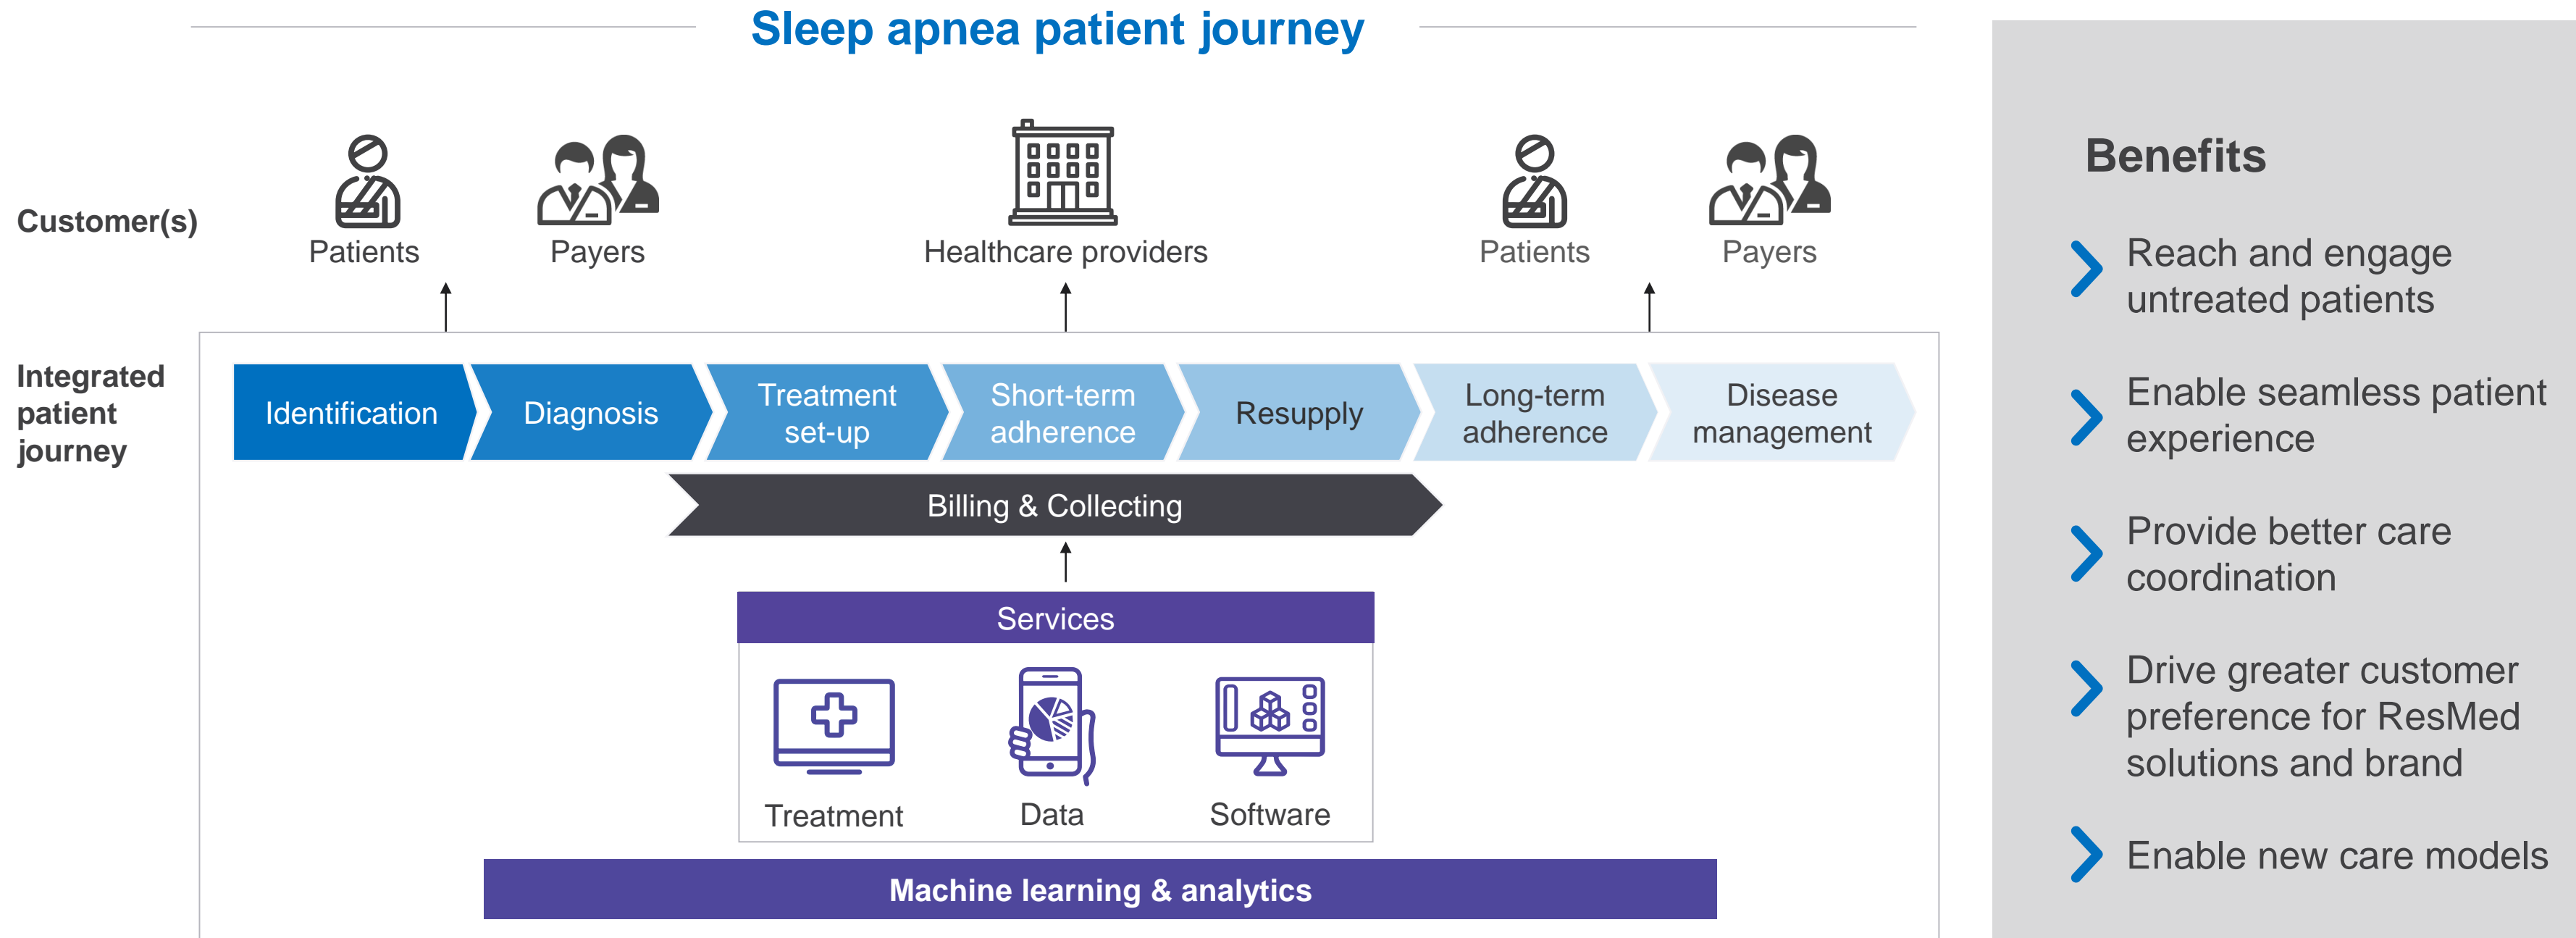 Sleep apnea patient journey
Customer(s)
Patients
Payers
Healthcare providers
Patients
Payers
Integrated
patient
journey
Identification
Diagnosis
Treatment
set-up
Short-term
adherence
Resupply
Long-term
adherence
Disease
management
Billing & Collecting
Services
Treatment
Data
Software
Machine learning & analytics
Benefits
Reach and engage
untreated patients
Enable seamless patient
experience
Provide better care
coordination
Drive greater customer
preference for ResMed
solutions and brand
Enable new care models